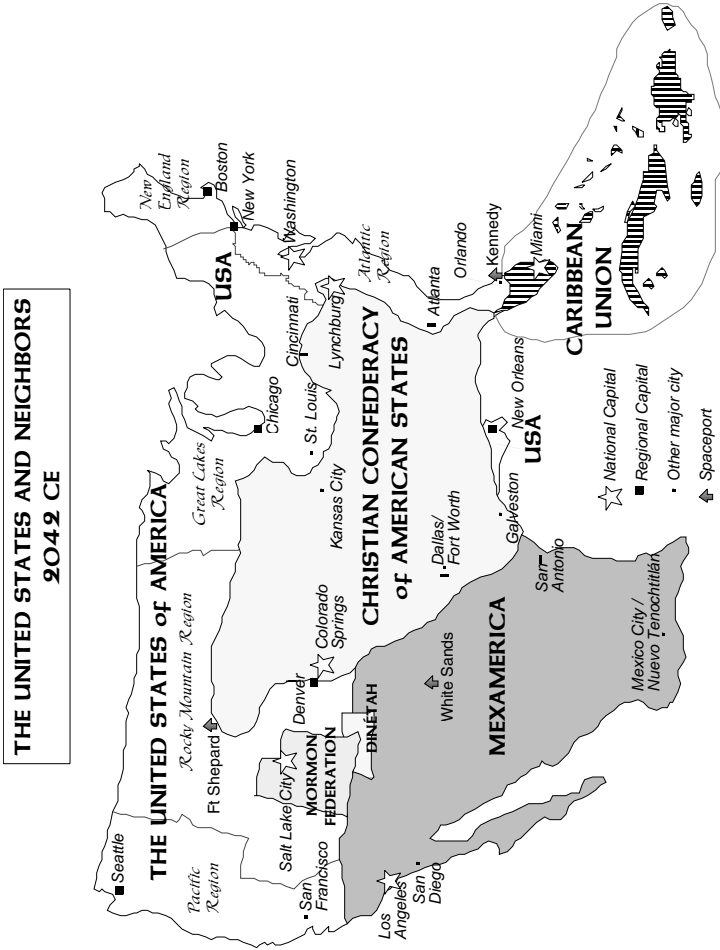 THE UNITED STATES AND NEIGHBORS
2042 CE
Seattle
THE UNITED STATES of AMERICA
Pacific
Region
Rocky Mountain Region
Great Lakes
Region
New
England
Region
Boston
New York
USA
Washington
Atlantic
Region
Ft Shepard
Chicago
Cincinnati
Lynchburg
St. Louis
Kansas City
Salt Lake City
MORMON
FEDERATION
Denver
Colorado
Springs
San
Francisco
CHRISTIAN CONFEDERACY
of AMERICAN STATES
Atlanta
Orlando
Kennedy
Miami
DINÉTAH
Los
Angeles
San
Diego
White Sands
Dallas/
Fort Worth
Galveston
New Orleans
USA
MEXAMERICA
San
Antonio
Mexico City /
Nuevo Tenochtitlán
CARIBBEAN
UNION
National Capital
Regional Capital
Other major city
Spaceport